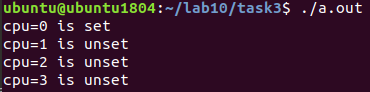 ubuntu@ubuntu1804:~/lab10/task3$ ./a.out
cpu=0 is set
cpu=1 is unset
cpu=2 is unset
cpu=3 is unset